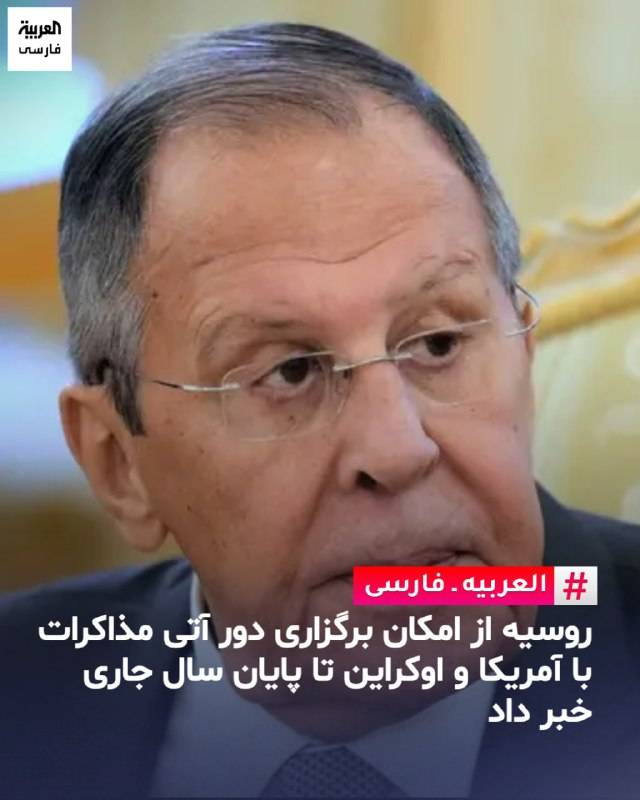 العربية
فارسی
# العربیه ـ فارسی
روسیه از امکان برگزاری دور آتی مذاکرات
با آمریکا و اوکراین تا پایان سال جاری
خبر داد